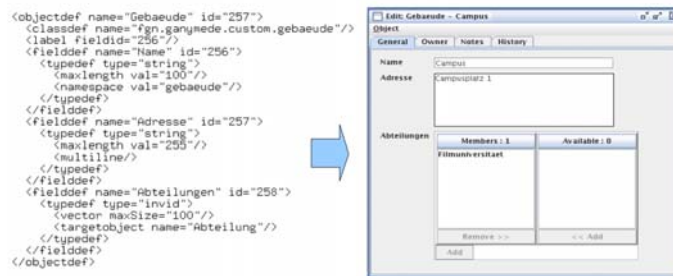 <objectdef name="Gebaeude" id="257">
<classdef name="fgn.ganymede.custom.gebaeude"/>
<label fieldid="256"/>
<fielddef name="Name" id="256">
<typedef type="string">
<maxlength val="100"/>
<namespace val="gebaeude"/>
</typedef>
</fielddef>
<fielddef name="Adresse" id="257">
<typedef type="string">
<maxlength val="255"/>
<multiline/>
</typedef>
</fielddef>
<fielddef name="Abteilungen" id="258">
<typedef type="invid">
<vector maxSize="100"/>
<targetobject name="Abteilung"/>
</typedef>
</fielddef>
</objectdef>
Edit: Gebaeude - Campus
Object
General Owner Notes History
Name Campus
Adresse Campusplatz 1
Abteilungen Members : 1 Available : 0
Filmuniversitaet
Remove >> << Add
Add